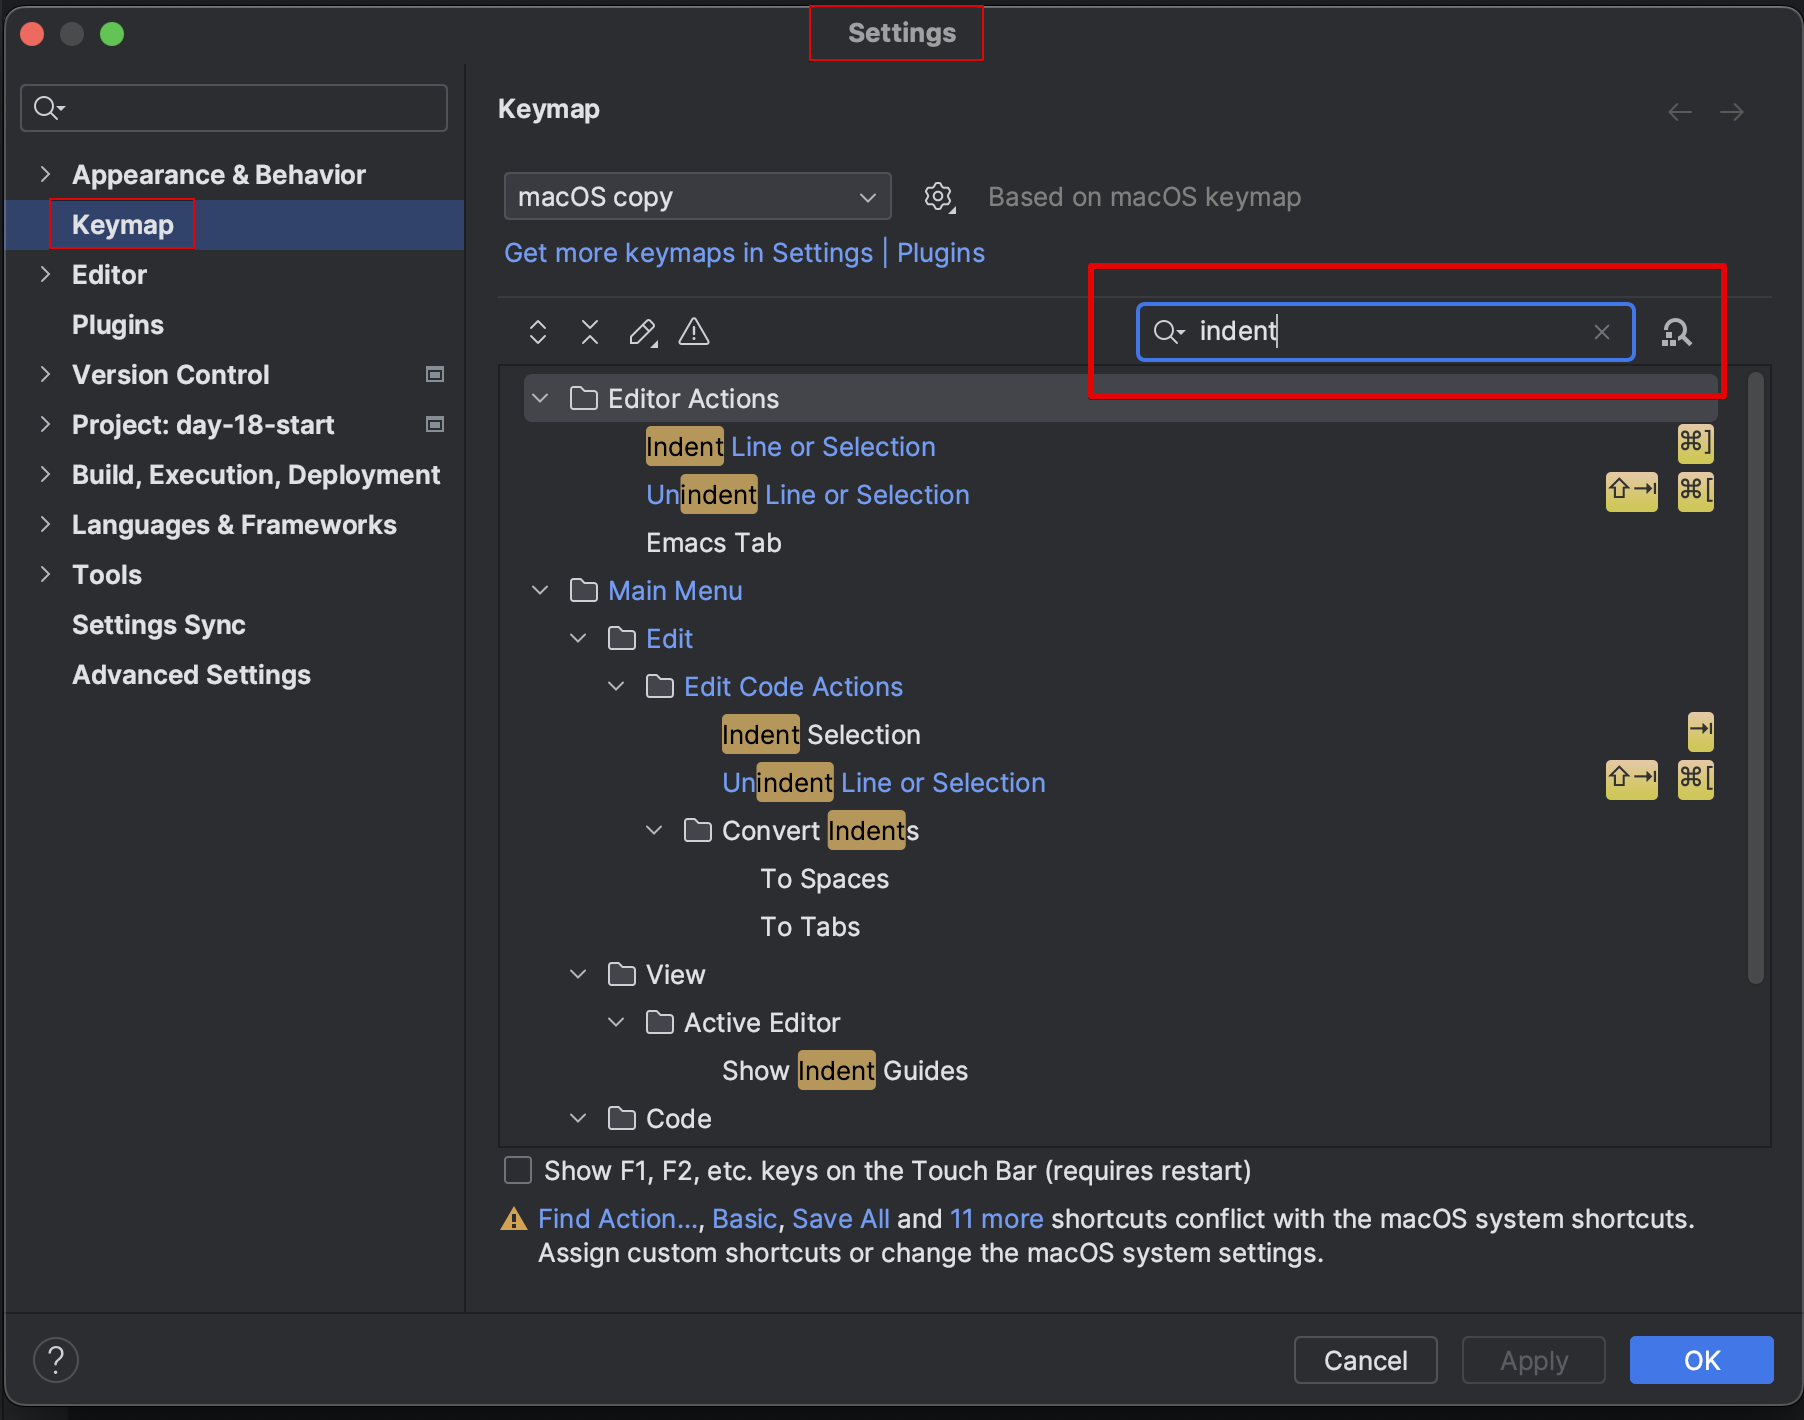 Settings
Appearance & Behavior
Keymap
Editor
Plugins
Version Control
Project: day-18-start
Build, Execution, Deployment
Languages & Frameworks
Tools
Settings Sync
Advanced Settings
Keymap
macOS copy
Based on macOS keymap
Get more keymaps in Settings | Plugins
indent
Editor Actions
Indent Line or Selection ⌘]
Unindent Line or Selection ⇧⇥ ⌘[
Emacs Tab
Main Menu
Edit
Edit Code Actions
Indent Selection ⇥
Unindent Line or Selection ⇧⇥ ⌘[
Convert Indents
To Spaces
To Tabs
View
Active Editor
Show Indent Guides
Code
Show F1, F2, etc. keys on the Touch Bar (requires restart)
Find Action..., Basic, Save All and 11 more shortcuts conflict with the macOS system shortcuts.
Assign custom shortcuts or change the macOS system settings.
?
Cancel
Apply
OK